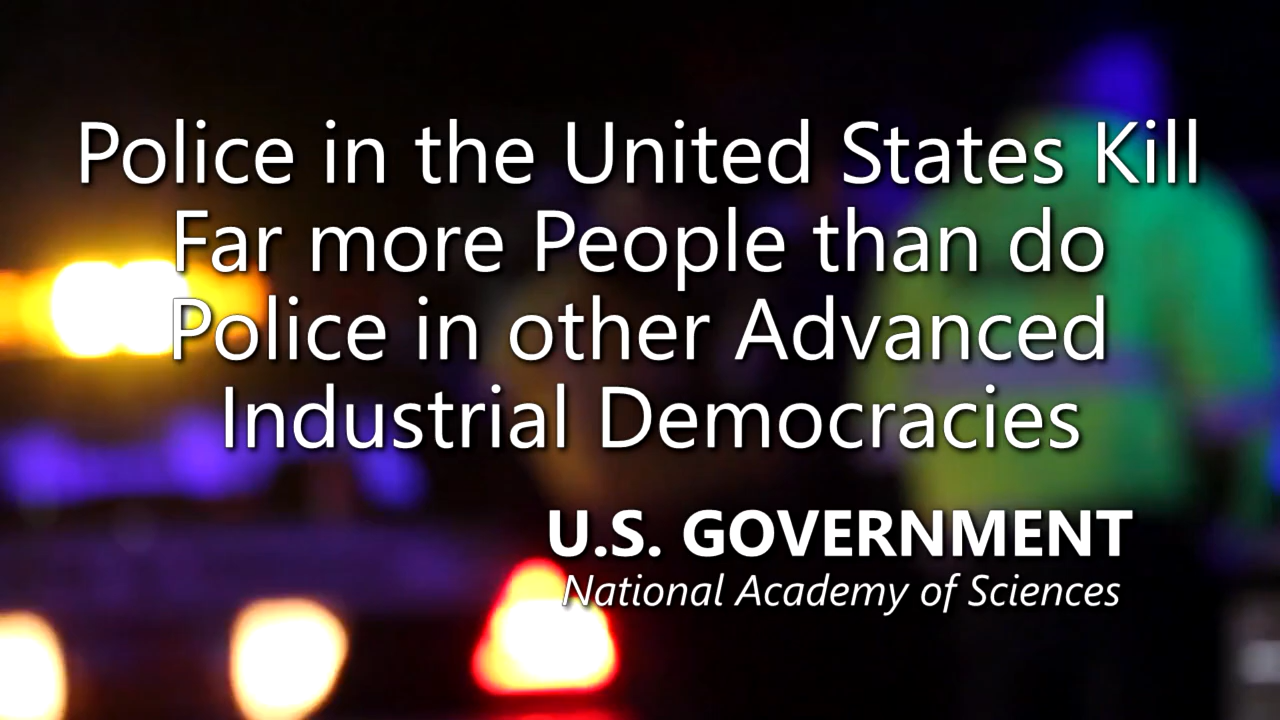 Police in the United States Kill
Far more People than do
Police in other Advanced
Industrial Democracies
U.S. GOVERNMENT
National Academy of Sciences